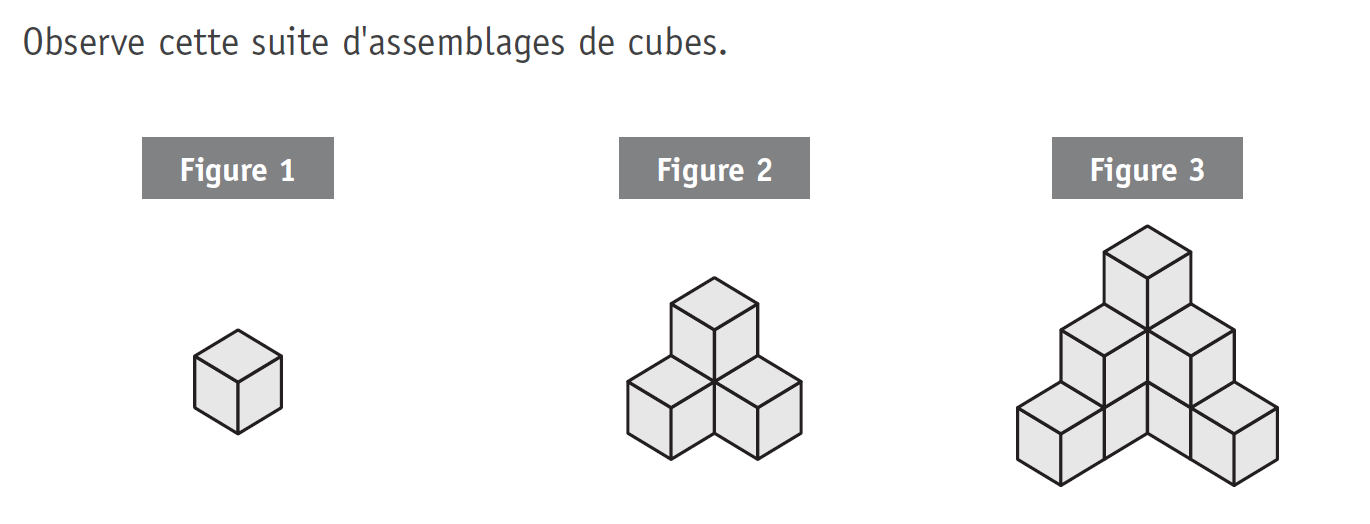 Observe cette suite d'assemblages de cubes.
Figure 1
Figure 2
Figure 3